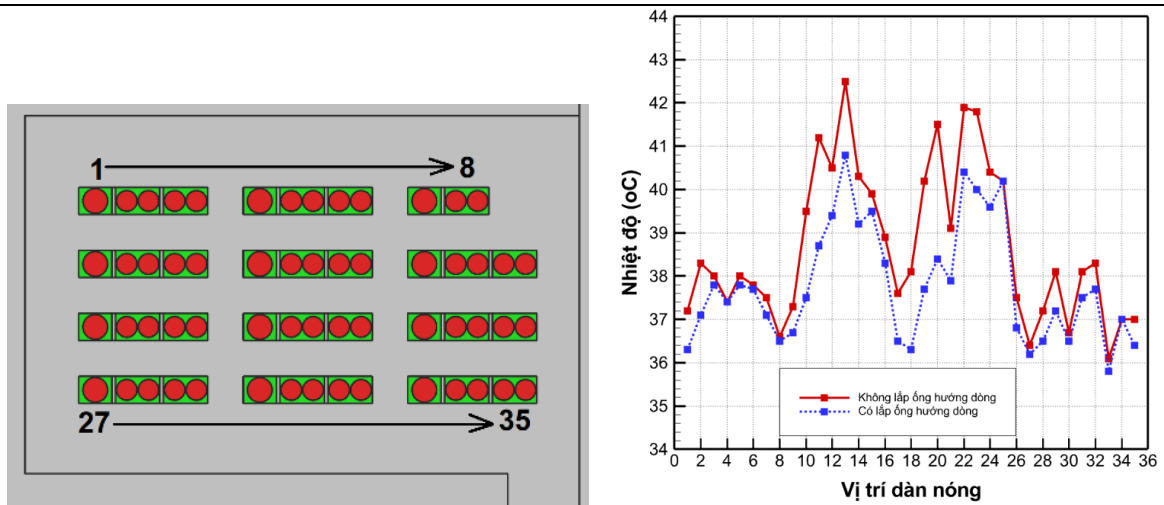 1 8
27 35
Nhiệt độ (oC)
44
43
42
41
40
39
38
37
36
35
34
Không lắp ống hướng dòng
Có lắp ống hướng dòng
0 2 4 6 8 10 12 14 16 18 20 22 24 26 28 30 32 34 36
Vị trí dàn nóng